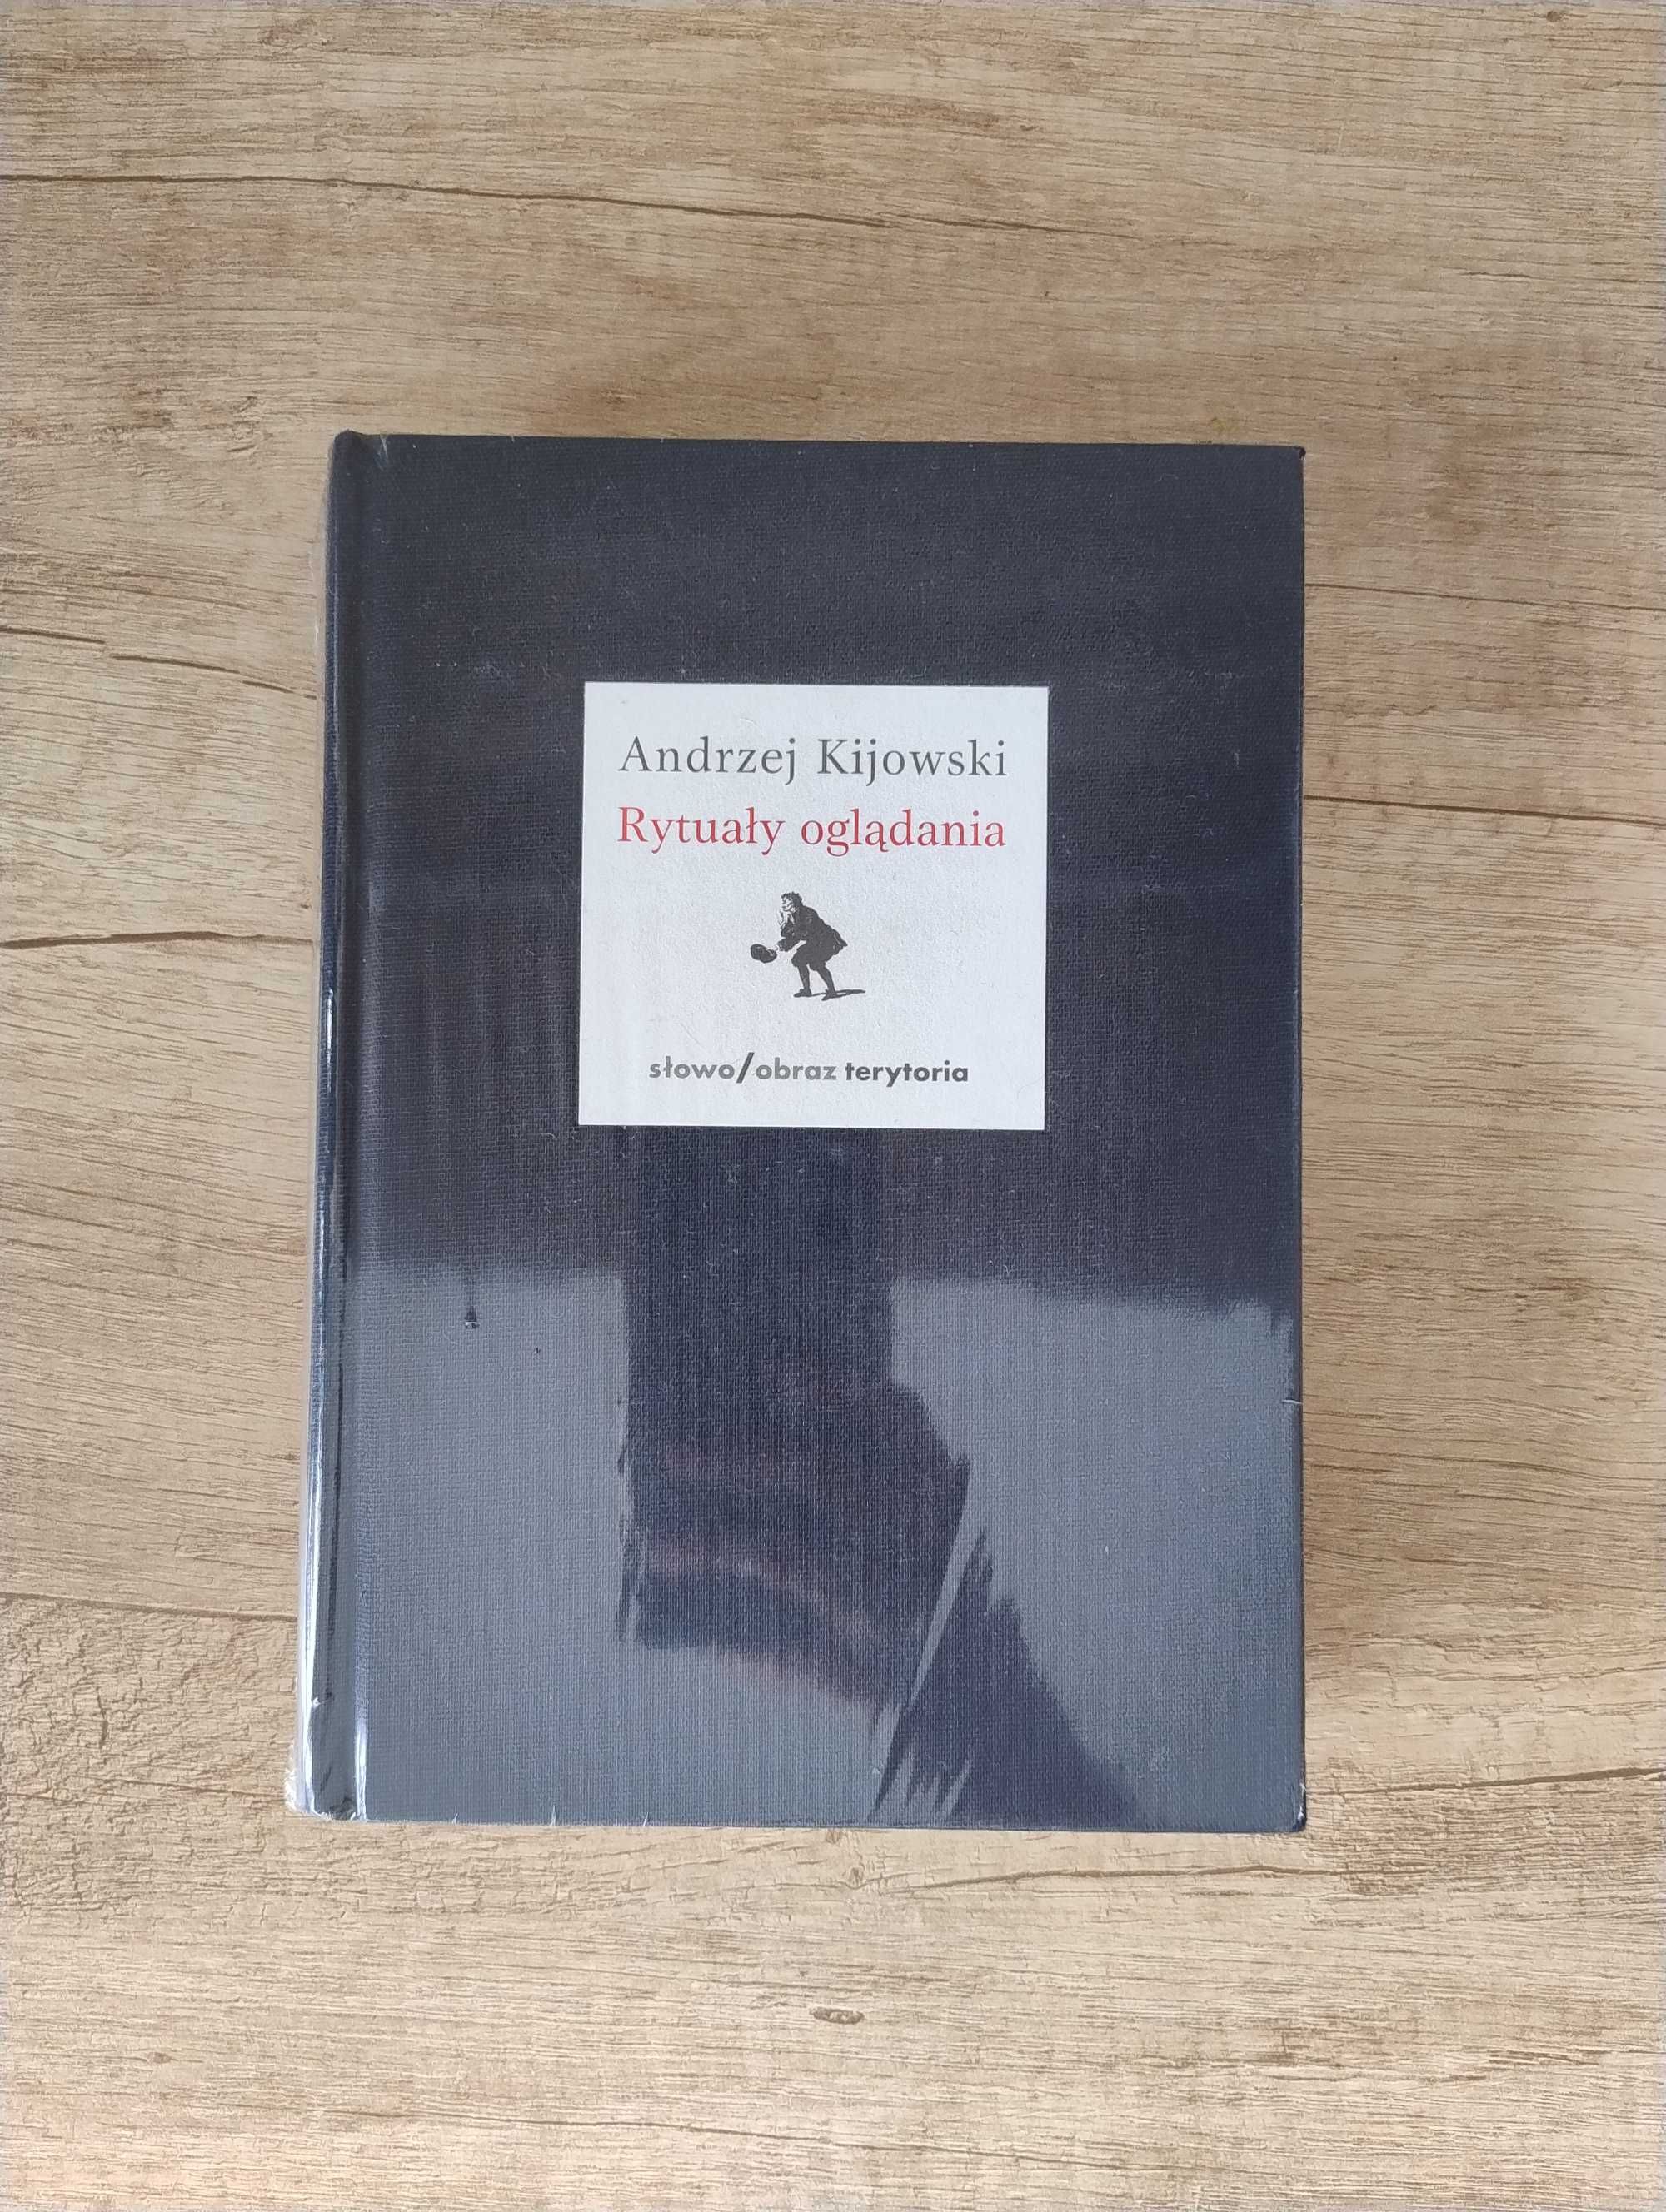 Andrzej Kijowski
Rytuały oglądania
słowo/obraz terytoria